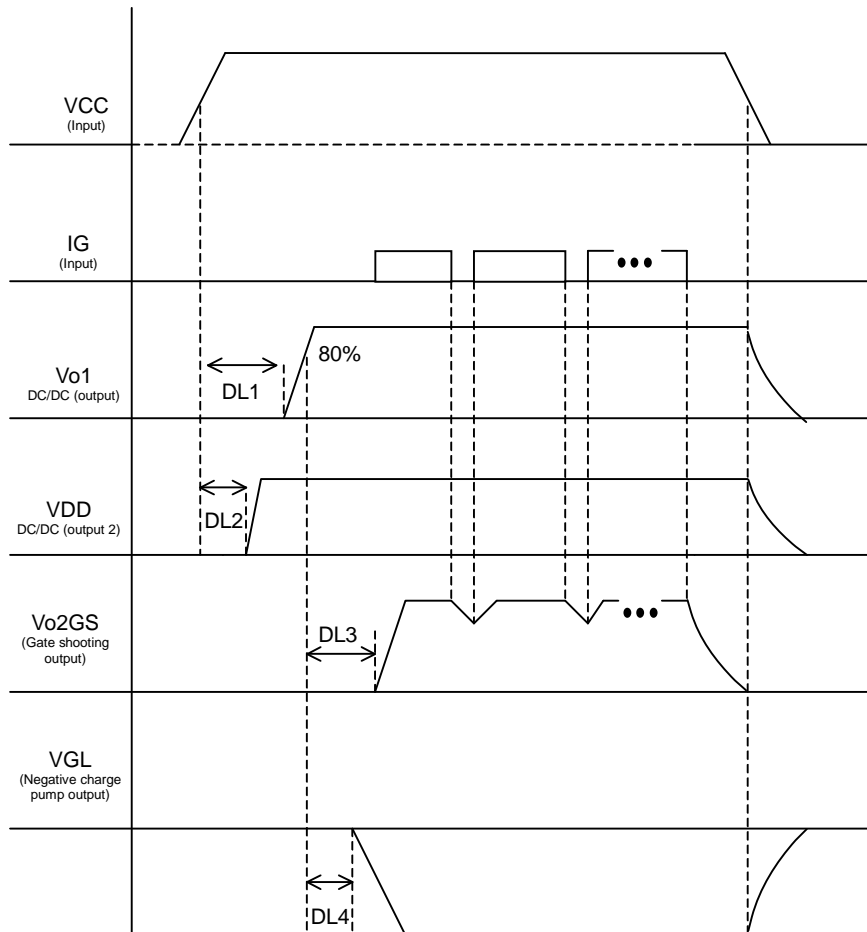 VCC
(Input)
IG
(Input)
•••
Vo1
DC/DC (output)
80%
DL1
VDD
DC/DC (output 2)
DL2
Vo2GS
(Gate shooting
output)
DL3
•••
VGL
(Negative charge
pump output)
DL4